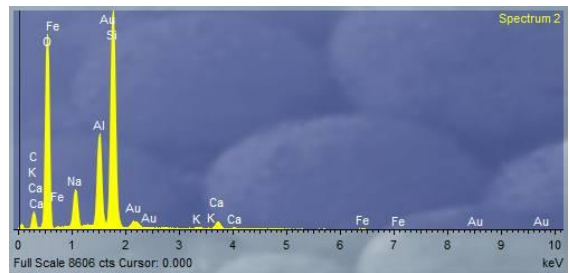 Spectrum 2
Au
Fe
O
Si
Al
C
K
Ca
Ca
Fe
Na
Au
Au
K
K
Ca
Ca
Fe
Fe
Au
Au
0 1 2 3 4 5 6 7 8 9 10
Full Scale 8606 cts Cursor: 0.000 keV